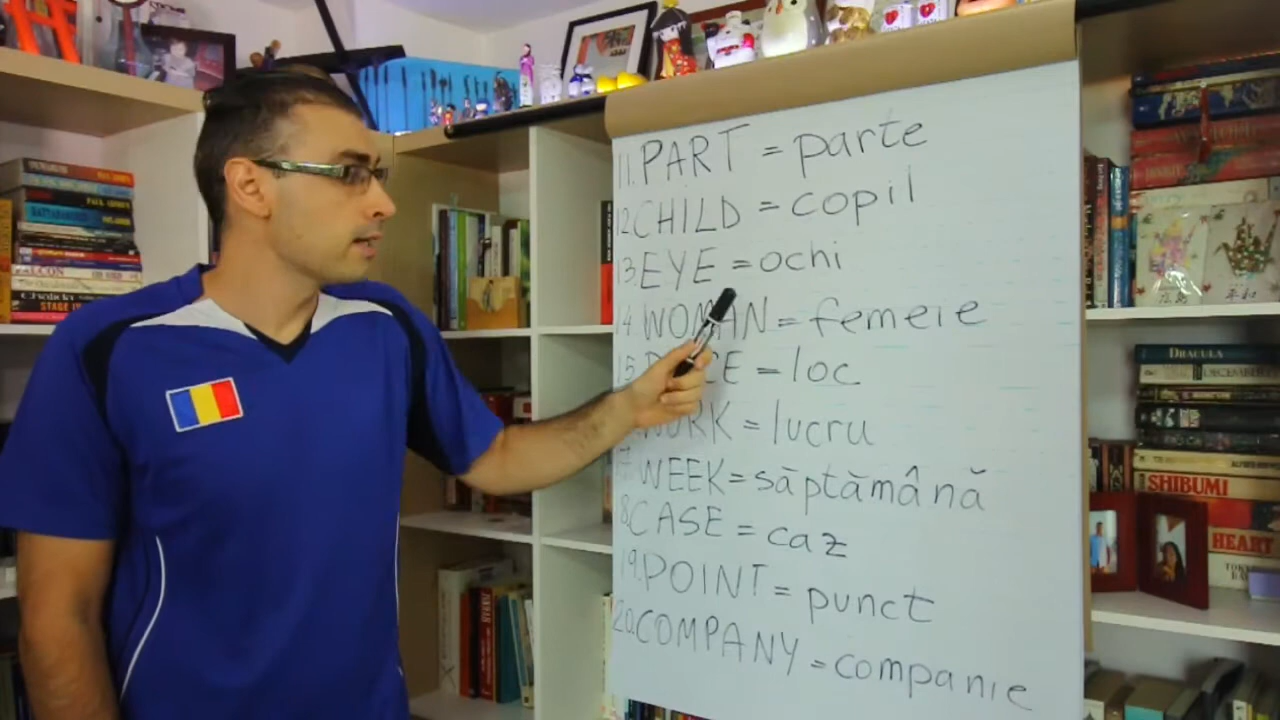 11. PART = parte
12. CHILD = copil
13. EYE = ochi
14. WOMAN = femeie
15. = loc
WORK = lucru
WEEK = săptămână
18. CASE = caz
19. POINT = punct
20. COMPANY = companie
DRACULA
SHIBUMI
HEART